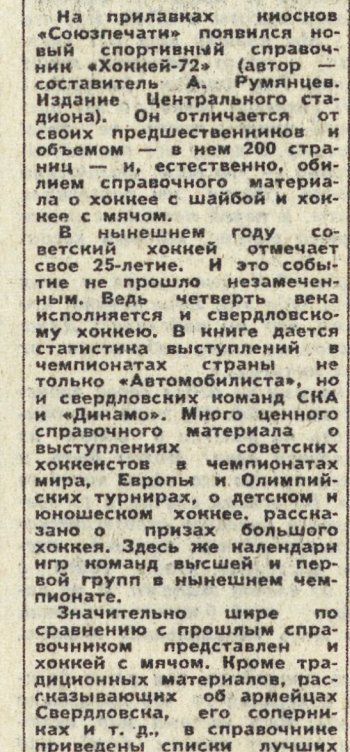 На прилавках киосков
«Союзпечати» появился но-
вый спортивный справоч-
ник «Хоккей-72» (автор —
составитель А. Румянцев.
Издание Центрального ста-
диона). Он отличается от
своих предшественников и
объемом — в нем 200 стра-
ниц — и, естественно, оби-
лием справочного материа-
ла о хоккее с шайбой и хок-
кее с мячом.
В нынешнем году со-
ветский хоккей отмечает
свое 25-летие. И это собы-
тие не прошло незамечен-
ным. Ведь четверть века
исполняется и свердловско-
му хоккею. В книге дается
статистика выступлений в
чемпионатах страны не
только «Автомобилиста», но
и свердловских команд СКА
и «Динамо». Много ценного
справочного материала о
выступлениях советских
хоккеистов в чемпионатах
мира, Европы и Олимпий-
ских турнирах, о детском и
юношеском хоккее, расска-
зано о призах большого
хоккея. Здесь же календари
игр команд высшей и пер-
вой групп в нынешнем чем-
пионате.
Значительно шире по
сравнению с прошлым спра-
вочником представлен и
хоккей с мячом. Кроме тра-
диционных материалов, рас-
сказывающих об армейцах
Свердловска, его соперни-
ках и т. д., в справочнике
приведены списки лучших